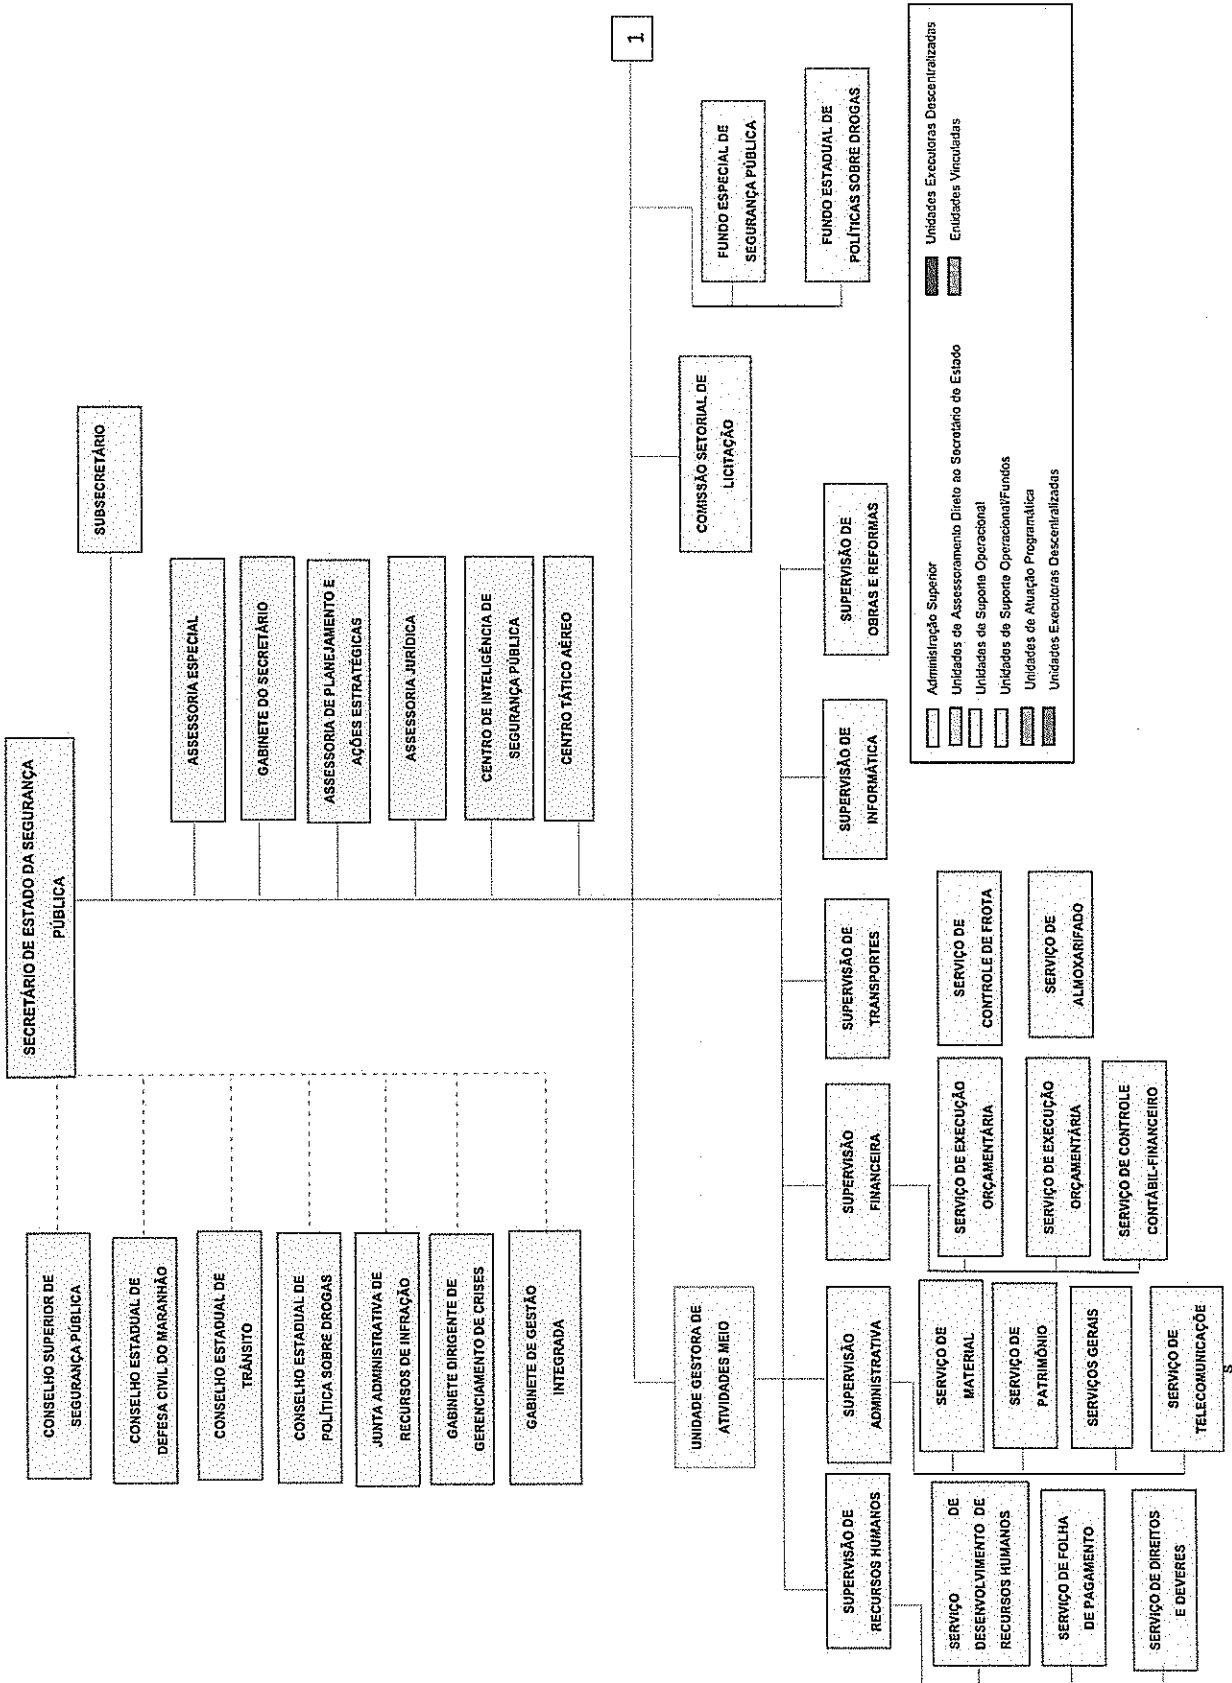 SECRETÁRIO DE ESTADO DA SEGURANÇA
PÚBLICA
SUBSECRETÁRIO
CONSELHO SUPERIOR DE
SEGURANÇA PÚBLICA
CONSELHO ESTADUAL DE
DEFESA CIVIL DO MARANHÃO
CONSELHO ESTADUAL DE
TRÂNSITO
CONSELHO ESTADUAL DE
POLÍTICA SOBRE DROGAS
JUNTA ADMINISTRATIVA DE
RECURSOS DE INFRAÇÃO
GABINETE DIRIGENTE DE
GERENCIAMENTO DE CRISES
GABINETE DE GESTÃO
INTEGRADA
ASSESSORIA ESPECIAL
GABINETE DO SECRETÁRIO
ASSESSORIA DE PLANEJAMENTO E
AÇÕES ESTRATÉGICAS
ASSESSORIA JURÍDICA
CENTRO DE INTELIGÊNCIA DE
SEGURANÇA PÚBLICA
CENTRO TÁTICO AÉREO
1
UNIDADE GESTORA DE
ATIVIDADES MEIO
COMISSÃO SETORIAL DE
LICITAÇÃO
FUNDO ESPECIAL DE
SEGURANÇA PÚBLICA
FUNDO ESTADUAL DE
POLÍTICAS SOBRE DROGAS
SUPERVISÃO DE
RECURSOS HUMANOS
SUPERVISÃO
ADMINISTRATIVA
SUPERVISÃO
FINANCEIRA
SUPERVISÃO DE
TRANSPORTES
SUPERVISÃO DE
INFORMÁTICA
SUPERVISÃO DE
OBRAS E REFORMAS
SERVIÇO DE
DESENVOLVIMENTO DE
RECURSOS HUMANOS
SERVIÇO DE FOLHA
DE PAGAMENTO
SERVIÇO DE DIREITOS
E DEVERES
SERVIÇO DE
MATERIAL
SERVIÇO DE
PATRIMÔNIO
SERVIÇOS GERAIS
SERVIÇO DE
TELECOMUNICAÇÕE
S
SERVIÇO DE EXECUÇÃO
ORÇAMENTÁRIA
SERVIÇO DE EXECUÇÃO
ORÇAMENTÁRIA
SERVIÇO DE CONTROLE
CONTÁBIL-FINANCEIRO
SERVIÇO DE
CONTROLE DE FROTA
SERVIÇO DE
ALMOXARIFADO
Administração Superior
Unidades de Assessoramento Direto ao Secretário de Estado
Unidades de Suporte Operacional
Unidades de Suporte Operacional/Fundos
Unidades de Atuação Programática
Unidades Executoras Descentralizadas
Unidades Executoras Descentralizadas
Entidades Vinculadas